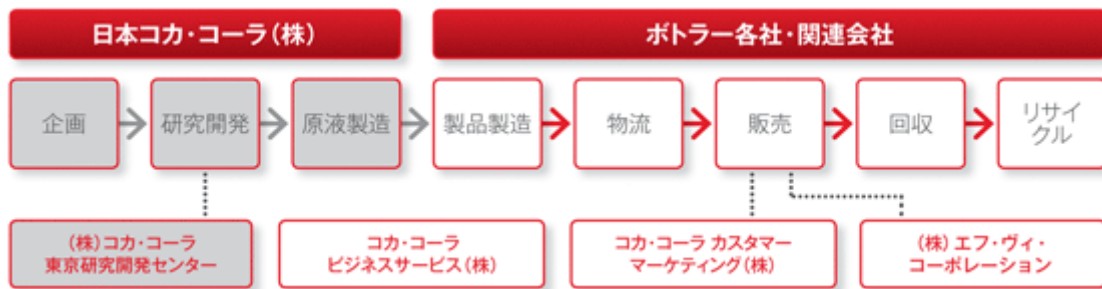 日本コカ・コーラ(株)
ボトラー各社・関連会社
企画
研究開発
原液製造
製品製造
物流
販売
回収
リサイ
クル
(株)コカ・コーラ
東京研究開発センター
コカ・コーラ
ビジネスサービス(株)
コカ・コーラ カスタマー
マーケティング(株)
(株) エフ・ヴィ・
コーポレーション